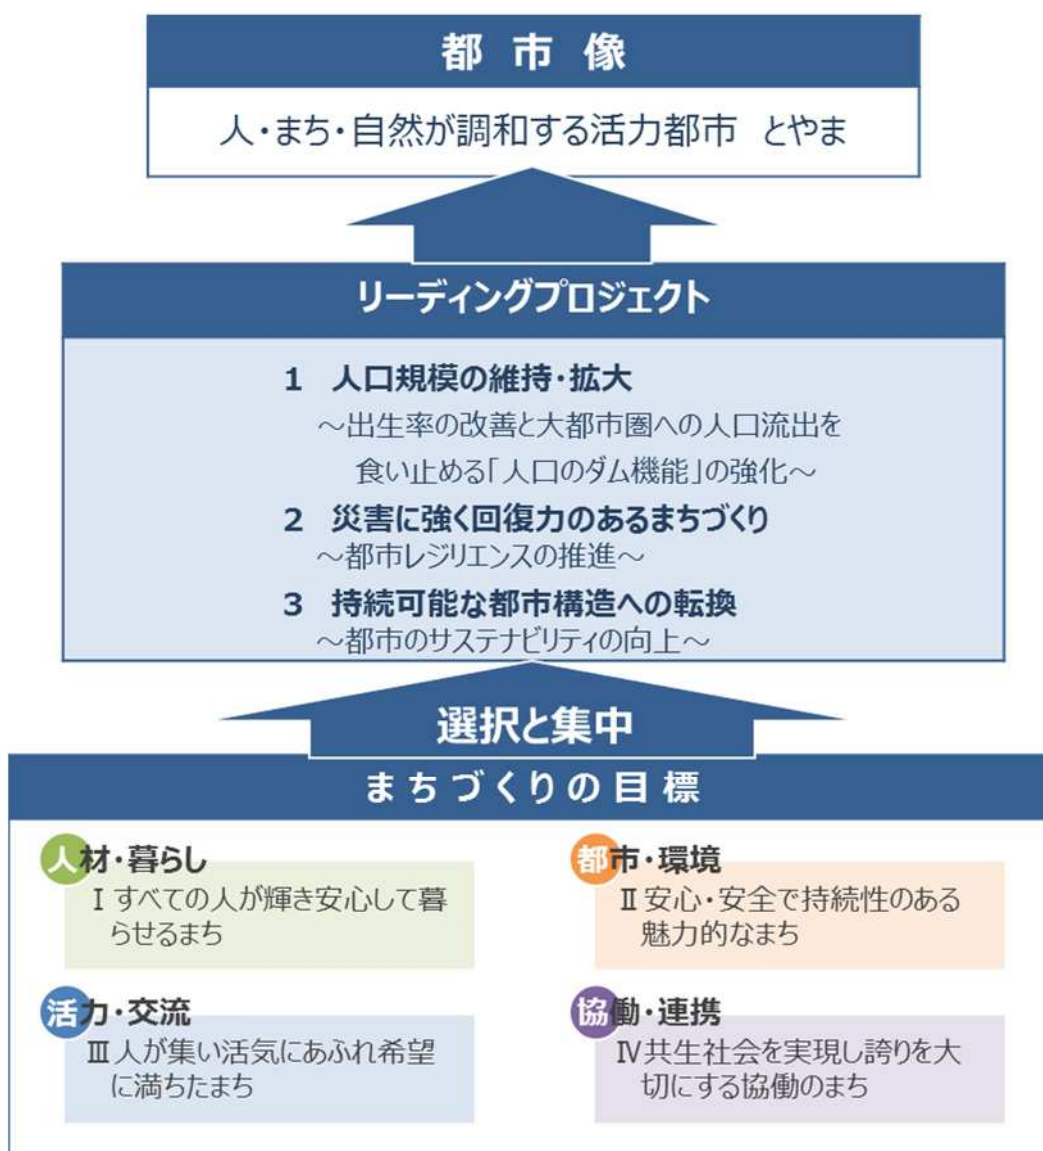 都 市 像
人・まち・自然が調和する活力都市 とやま
リーディングプロジェクト
1 人口規模の維持・拡大
～出生率の改善と大都市圏への人口流出を
食い止める「人口のダム機能」の強化～
2 災害に強く回復力のあるまちづくり
～都市レジリエンスの推進～
3 持続可能な都市構造への転換
～都市のサステナビリティの向上～
選択と集中
まちづくりの目標
人材・暮らし
Ⅰ すべての人が輝き安心して暮
らせるまち
都市・環境
Ⅱ 安心・安全で持続性のある
魅力的なまち
活力・交流
Ⅲ 人が集い活気にあふれ希望
に満ちたまち
協働・連携
Ⅳ 共生社会を実現し誇りを大
切にする協働のまち